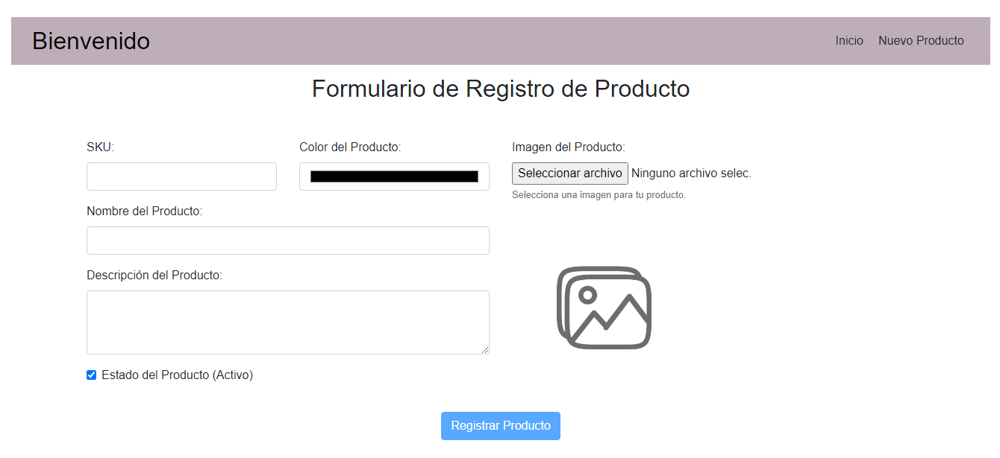 Bienvenido
Inicio
Nuevo Producto
Formulario de Registro de Producto
SKU:
Color del Producto:
Imagen del Producto:
Seleccionar archivo Ninguno archivo selec.
Selecciona una imagen para tu producto.
Nombre del Producto:
Descripción del Producto:
Estado del Producto (Activo)
Registrar Producto